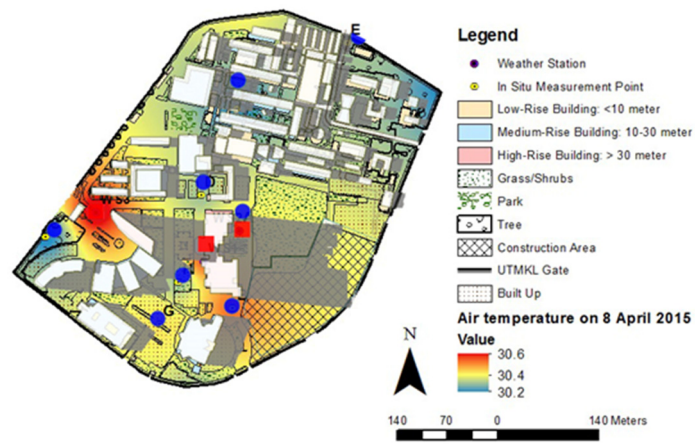 E
Legend
Weather Station
In Situ Measurement Point
Low-Rise Building: <10 meter
Medium-Rise Building: 10-30 meter
High-Rise Building: > 30 meter
Grass/Shrubs
Park
Tree
Construction Area
UTMKL Gate
Built Up
Air temperature on 8 April 2015
Value
30.6
30.4
30.2
G
N
140 70 0 140 Meters